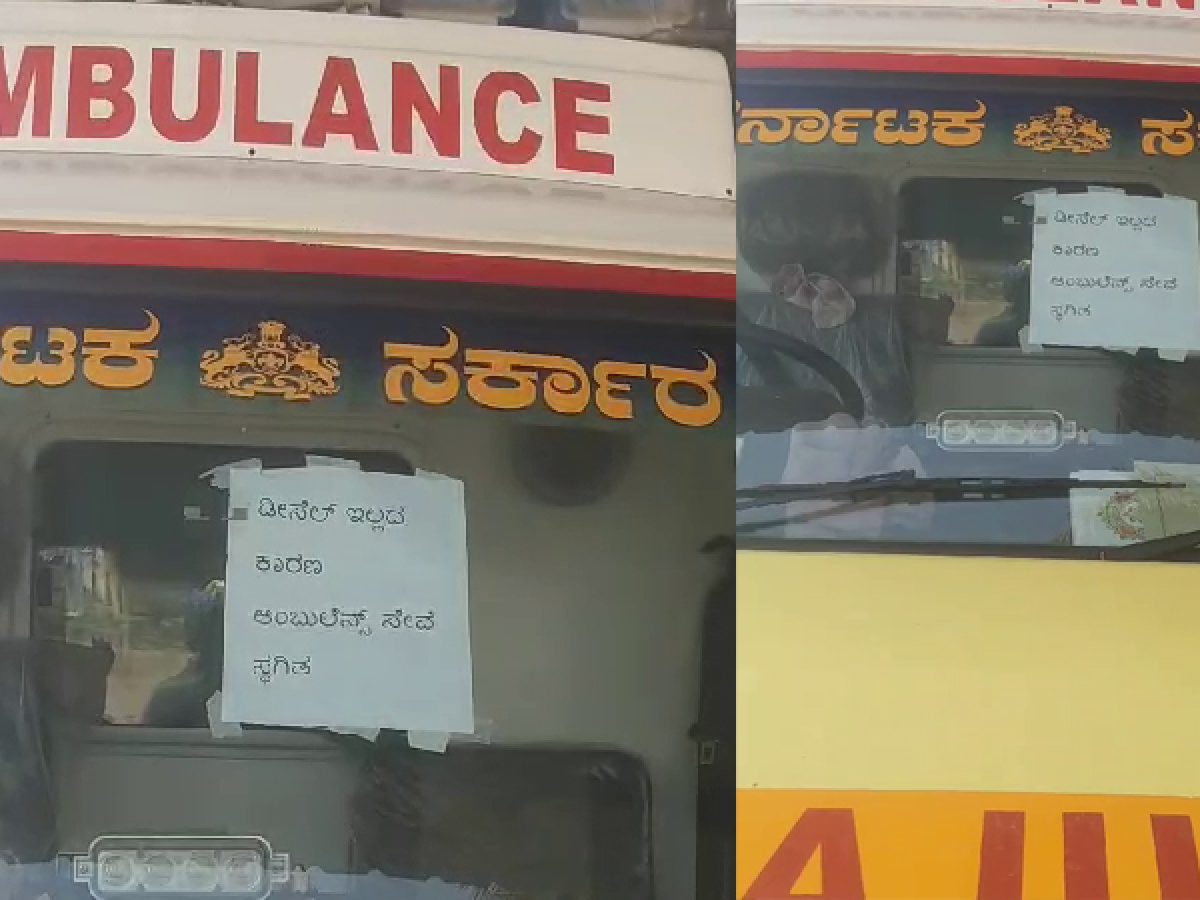 MBULANCE
ಟಕ ಸರ್ಕಾರ
ಡೀಸೆಲ್ ಇಲ್ಲದ
ಕಾರಣ
ಆಂಬುಲೆನ್ಸ್ ಸೇವೆ
ಸ್ಥಗಿತ
ರ್ನಾಟಕ ಸ
ಡೀಸೆಲ್ ಇಲ್ಲದ
ಕಾರಣ
ಆಂಬುಲೆನ್ಸ್ ಸೇವೆ
ಸ್ಥಗಿತ